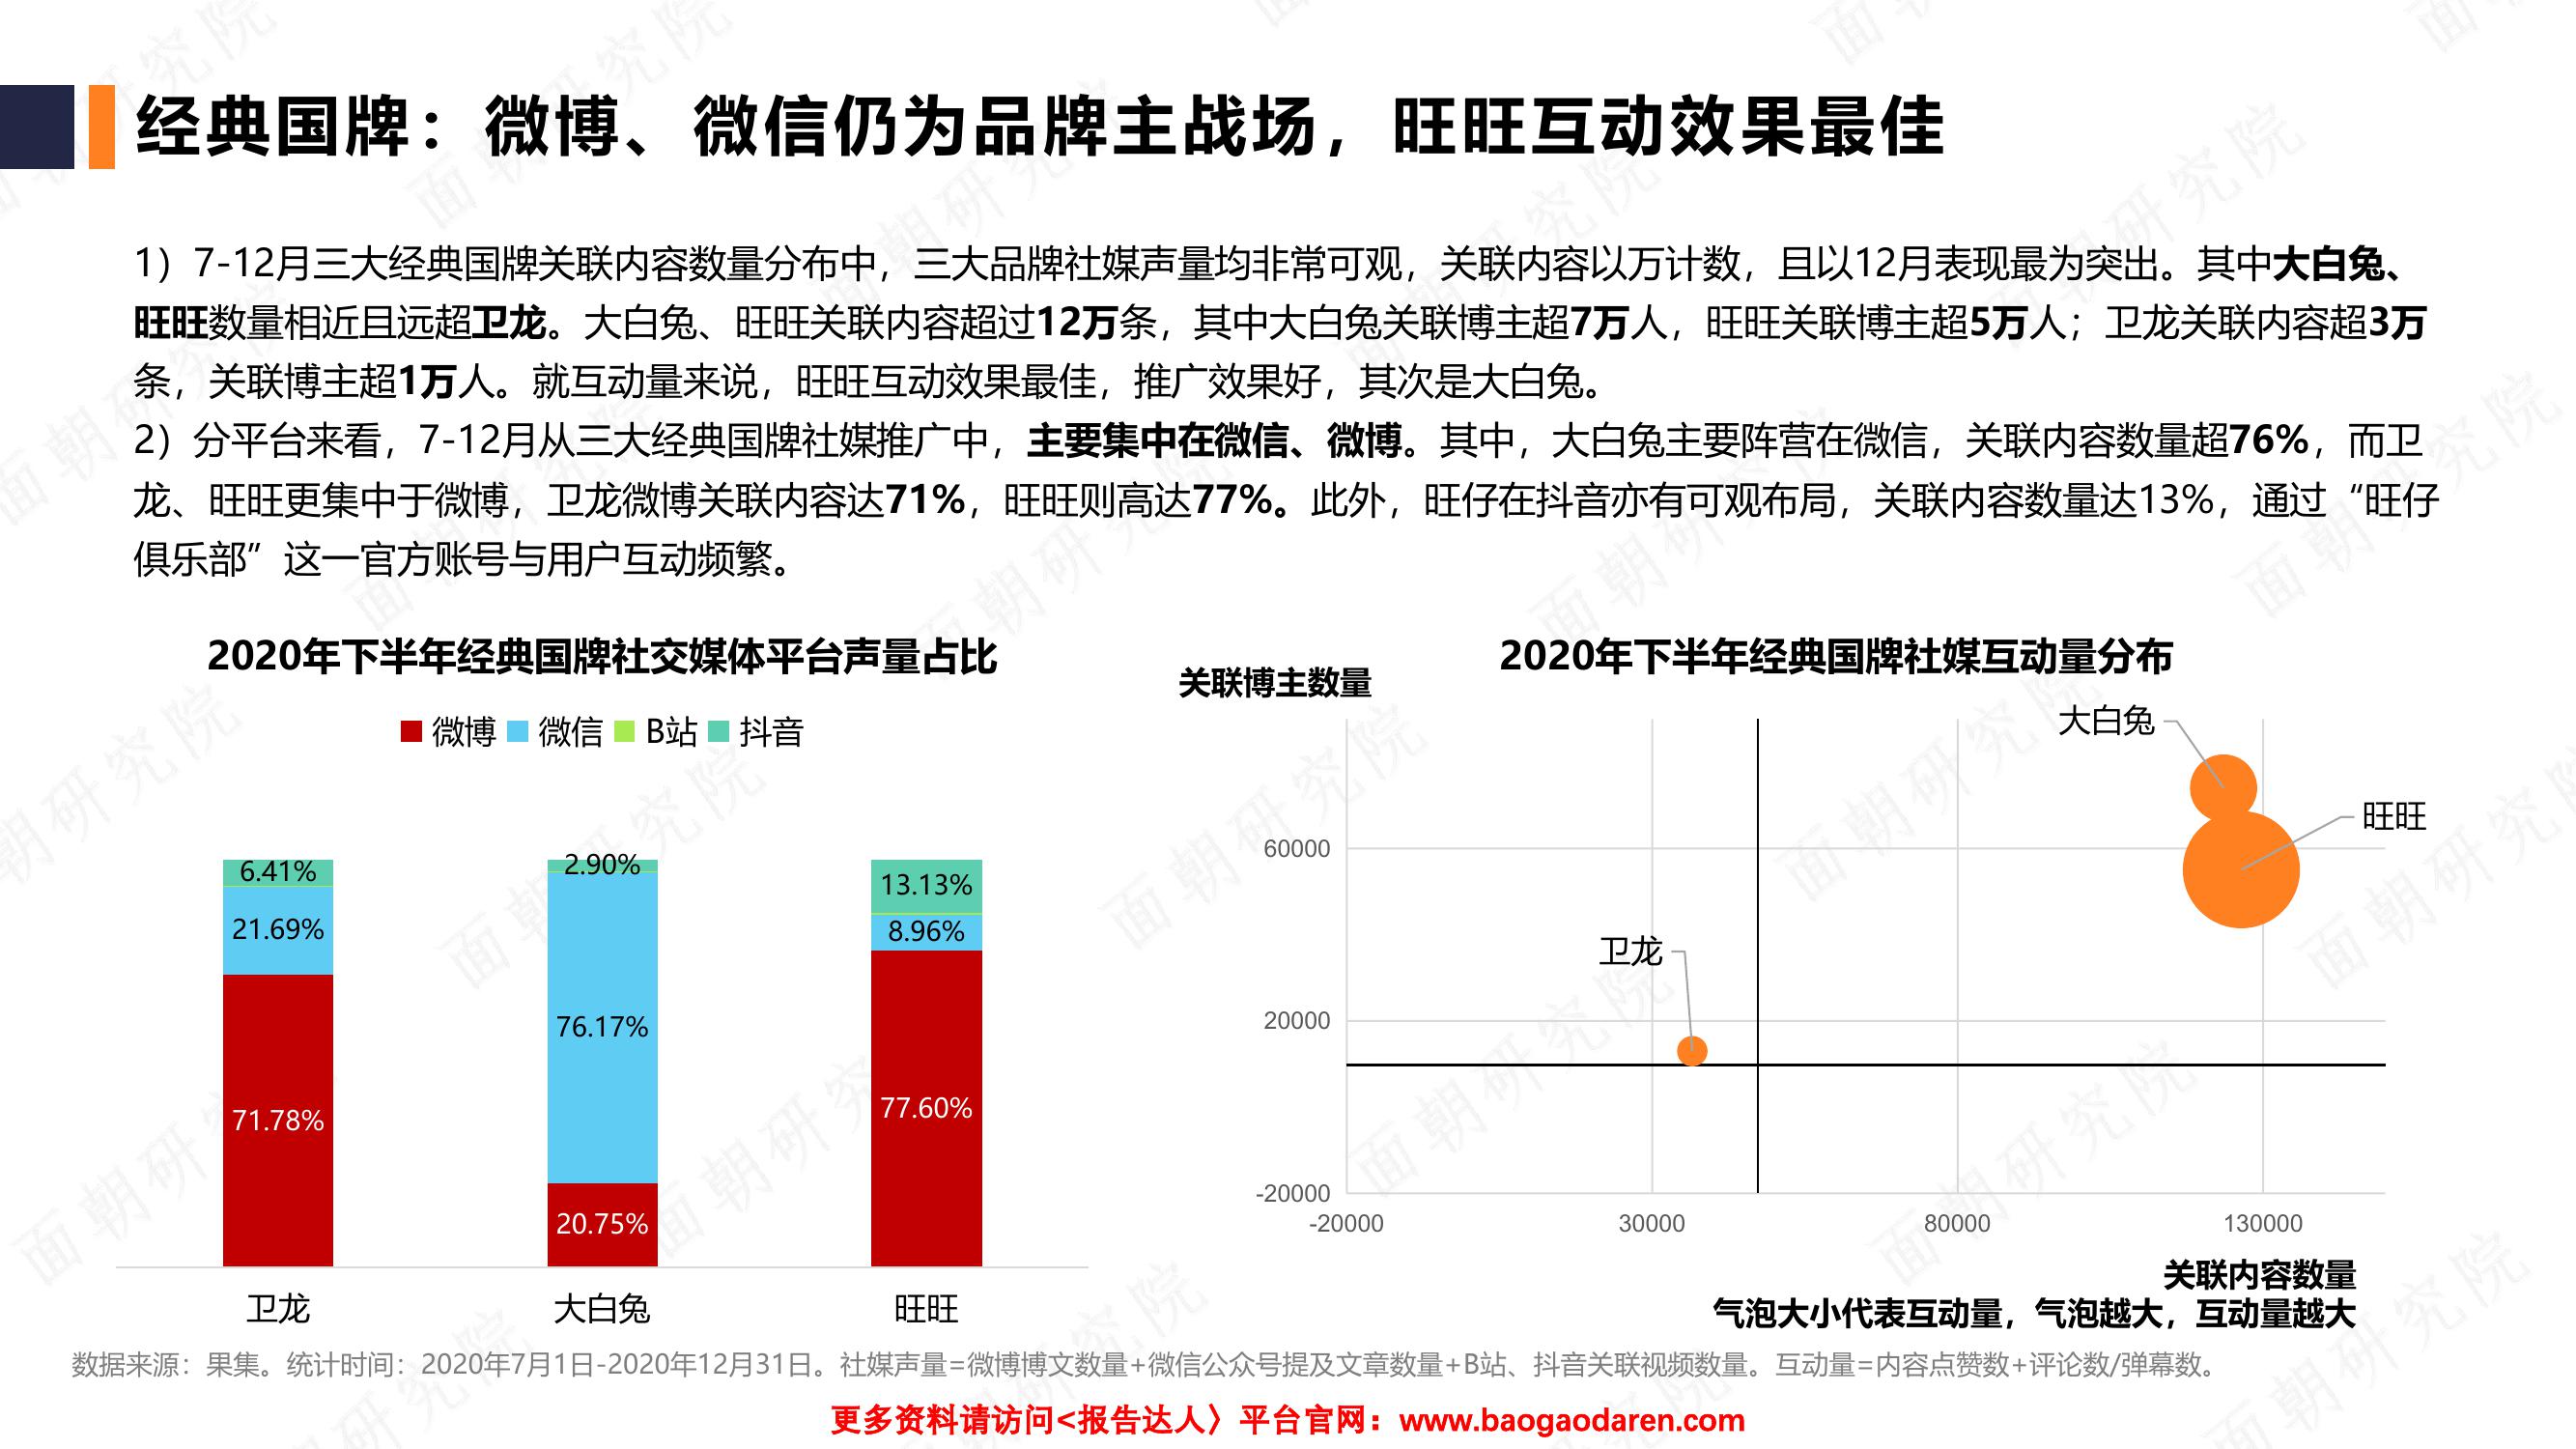 经典国牌：微博、微信仍为品牌主战场，旺旺互动效果最佳
1）7-12月三大经典国牌关联内容数量分布中，三大品牌社媒声量均非常可观，关联内容以万计数，且以12月表现最为突出。其中大白兔、
旺旺数量相近且远超卫龙。大白兔、旺旺关联内容超过12万条，其中大白兔关联博主超7万人，旺旺关联博主超5万人；卫龙关联内容超3万
条，关联博主超1万人。就互动量来说，旺旺互动效果最佳，推广效果好，其次是大白兔。
2）分平台来看，7-12月从三大经典国牌社媒推广中，主要集中在微信、微博。其中，大白兔主要阵营在微信，关联内容数量超76%，而卫
龙、旺旺更集中于微博，卫龙微博关联内容达71%，旺旺则高达77%。此外，旺仔在抖音亦有可观布局，关联内容数量达13%，通过“旺仔
俱乐部”这一官方账号与用户互动频繁。
2020年下半年经典国牌社交媒体平台声量占比
微博 微信 B站 抖音
6.41%
2.90%
13.13%
21.69%
8.96%
76.17%
71.78%
77.60%
20.75%
卫龙
大白兔
旺旺
2020年下半年经典国牌社媒互动量分布
关联博主数量
大白兔
旺旺
卫龙
60000
20000
-20000
-20000
30000
80000
130000
关联内容数量
气泡大小代表互动量，气泡越大，互动量越大
数据来源：果集。统计时间：2020年7月1日-2020年12月31日。社媒声量=微博博文数量+微信公众号提及文章数量+B站、抖音关联视频数量。互动量=内容点赞数+评论数/弹幕数。
更多资料请访问<报告达人〉平台官网：www.baogaodaren.com
面朝研究院